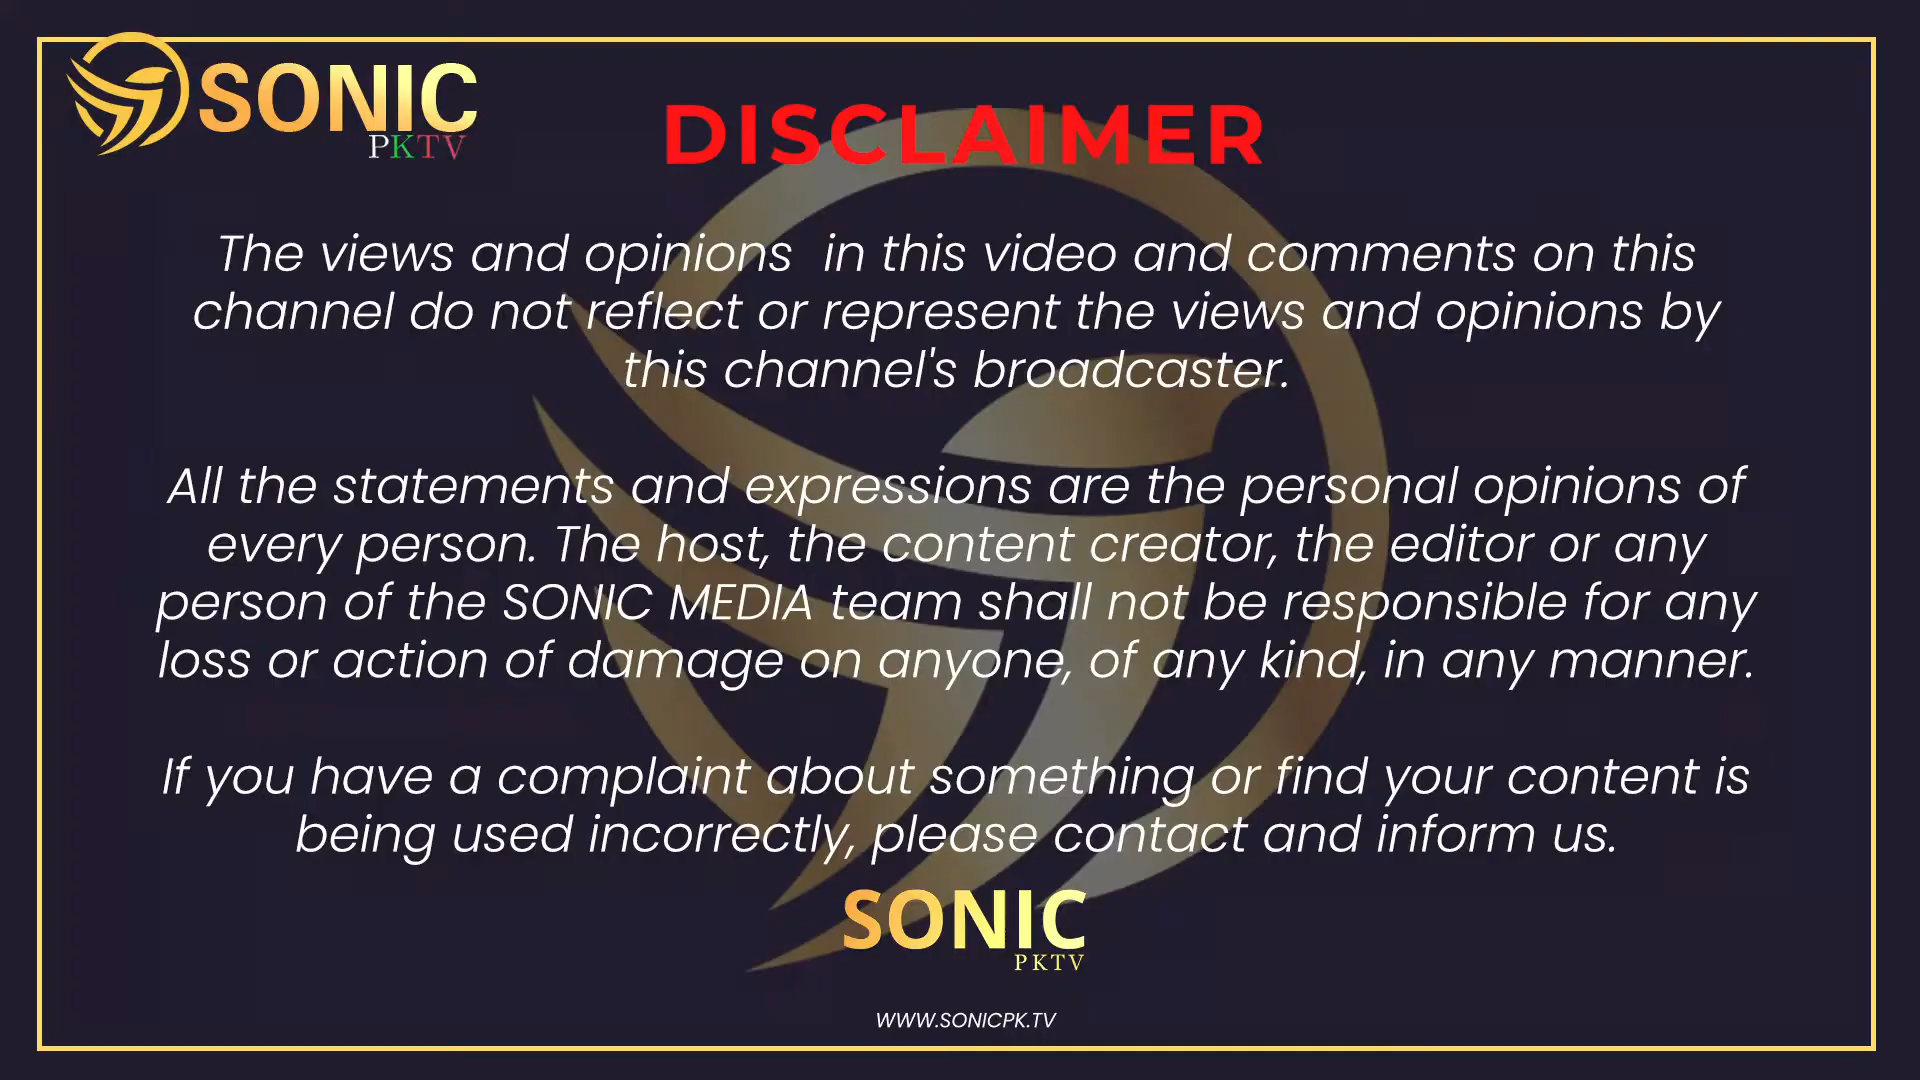 SONIC
PKTV
DISCLAIMER
The views and opinions in this video and comments on this
channel do not reflect or represent the views and opinions by
this channel's broadcaster.
All the statements and expressions are the personal opinions of
every person. The host, the content creator, the editor or any
person of the SONIC MEDIA team shall not be responsible for any
loss or action of damage on anyone, of any kind, in any manner.
If you have a complaint about something or find your content is
being used incorrectly, please contact and inform us.
SONIC
PKTV
WWW.SONICPK.TV